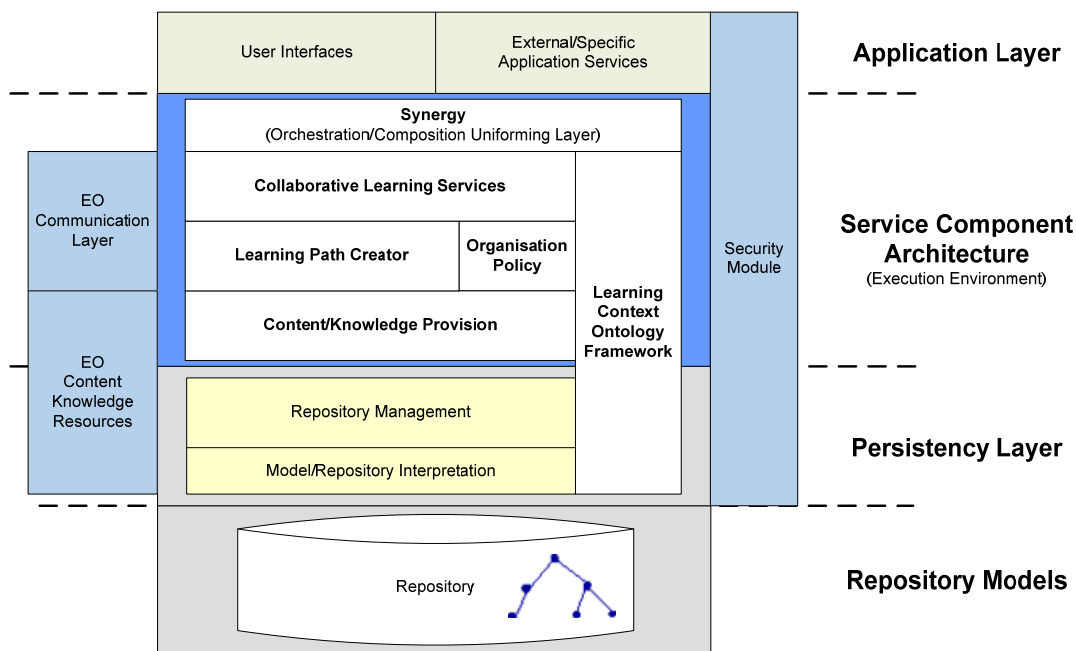 User Interfaces
External/Specific
Application Services
Application Layer
Synergy
(Orchestration/Composition Uniforming Layer)
EO
Communication
Layer
Collaborative Learning Services
Learning Path Creator
Organisation
Policy
Content/Knowledge Provision
Learning
Context
Ontology
Framework
Security
Module
Service Component
Architecture
(Execution Environment)
EO
Content
Knowledge
Resources
Repository Management
Model/Repository Interpretation
Persistency Layer
Repository
Repository Models